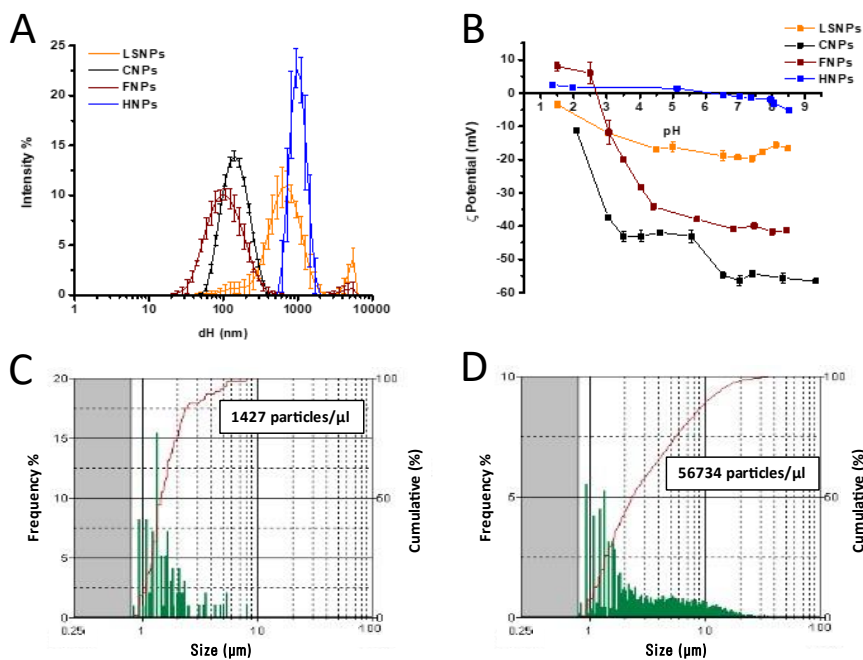 A
LSNPs
CNPs
FNPs
HNPs
25
20
15
10
5
0
1
10
100
1000
10000
Intensity %
dH (nm)
B
LSNPs
CNPs
FNPs
HNPs
10
0
-10
-20
-30
-40
-50
-60
1 2 3 4 5 6 7 8 9
pH
ζ Potential (mV)
C
20
15
10
5
0
100
50
0
1427 particles/µl
Frequency %
Cumulative (%)
0.25
1
10
100
Size (µm)
D
10
5
0
100
50
0
56734 particles/µl
Frequency %
Cumulative (%)
0.25
1
10
100
Size (µm)